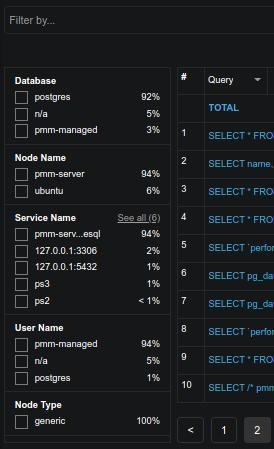 Filter by...
Database
postgres 92%
n/a 5%
pmm-managed 3%
Node Name
pmm-server 94%
ubuntu 6%
Service Name See all (6)
pmm-serv...esql 94%
127.0.0.1:3306 2%
127.0.0.1:5432 1%
ps3 1%
ps2 < 1%
User Name
pmm-managed 94%
n/a 5%
postgres 1%
Node Type
generic 100%
# Query
TOTAL
1 SELECT * FRO
2 SELECT name,
3 SELECT * FRO
4 SELECT * FRO
5 SELECT `perfor
6 SELECT pg_da
7 SELECT pg_da
8 SELECT `perfor
9 SELECT * FRO
10 SELECT /* pmm
< 1 2